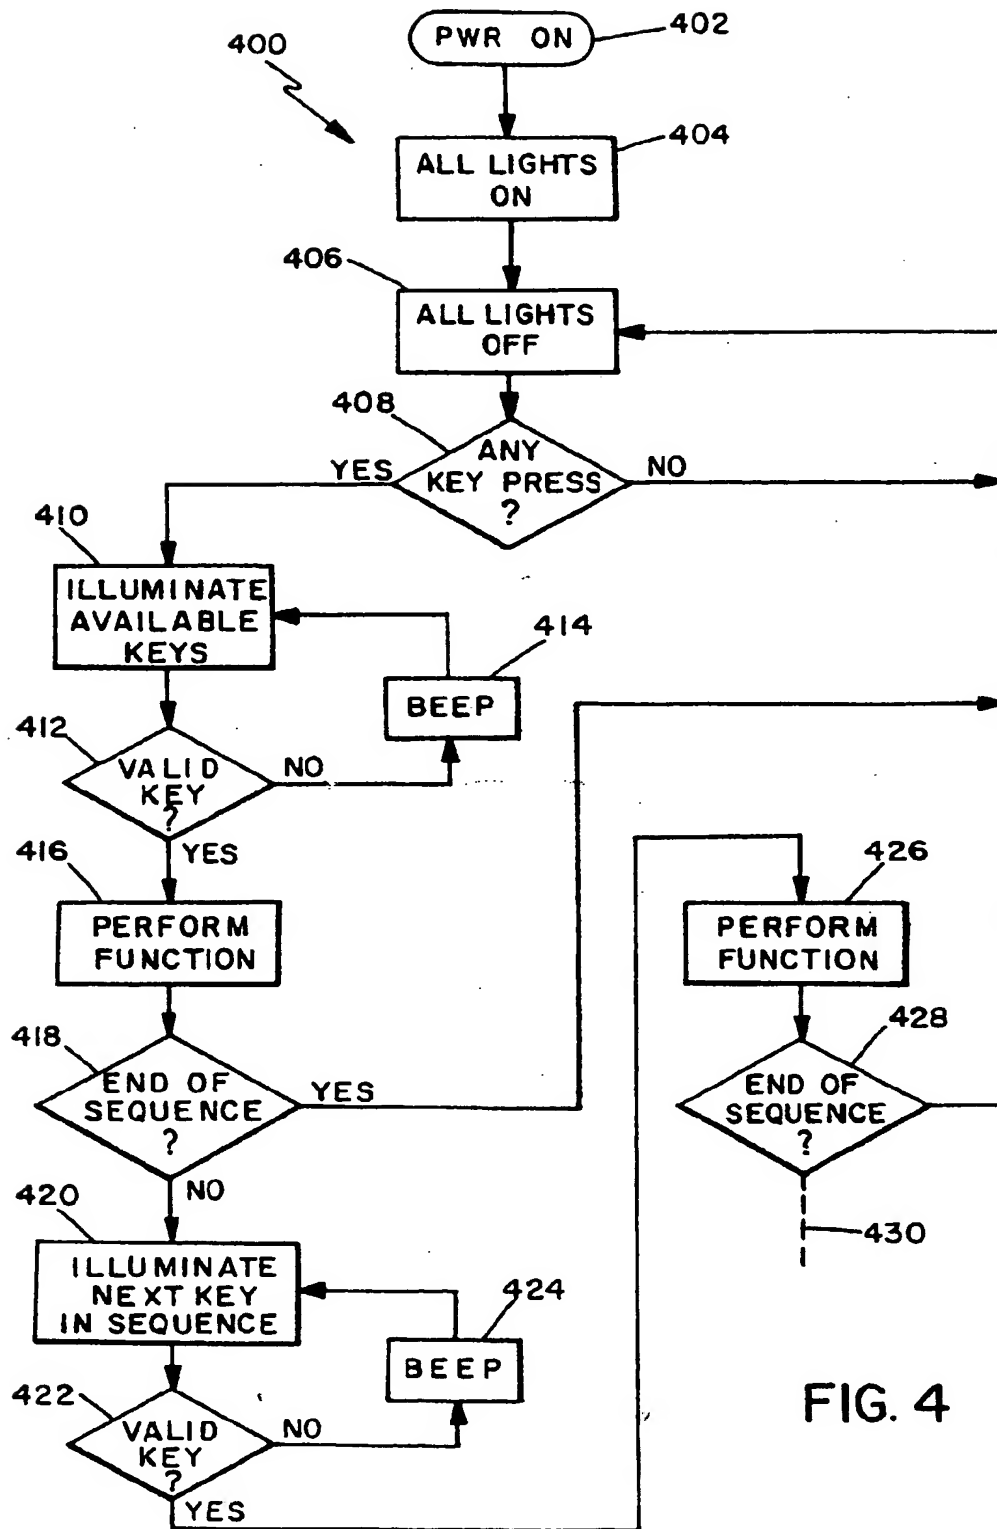 402
PWR ON
400
404
ALL LIGHTS
ON
406
ALL LIGHTS
OFF
408
ANY
KEY PRESS
?
YES
NO
410
ILLUMINATE
AVAILABLE
KEYS
414
BEEP
412
VALID
KEY
?
NO
YES
416
PERFORM
FUNCTION
426
PERFORM
FUNCTION
418
END OF
SEQUENCE
?
YES
NO
428
END OF
SEQUENCE
?
430
420
ILLUMINATE
NEXT KEY
IN SEQUENCE
424
BEEP
422
VALID
KEY
?
NO
YES
FIG. 4